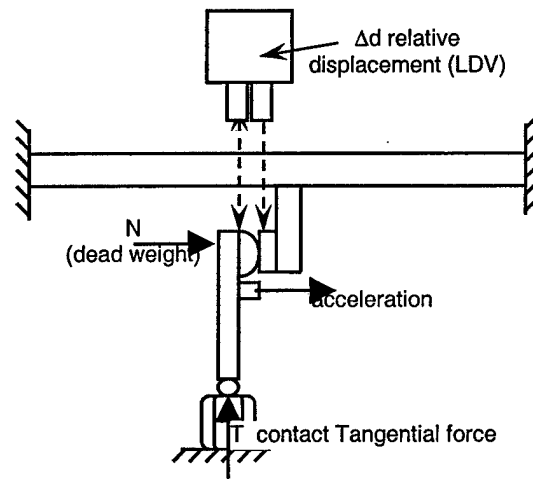 Δd relative
displacement (LDV)
N
(dead weight)
acceleration
T contact Tangential force